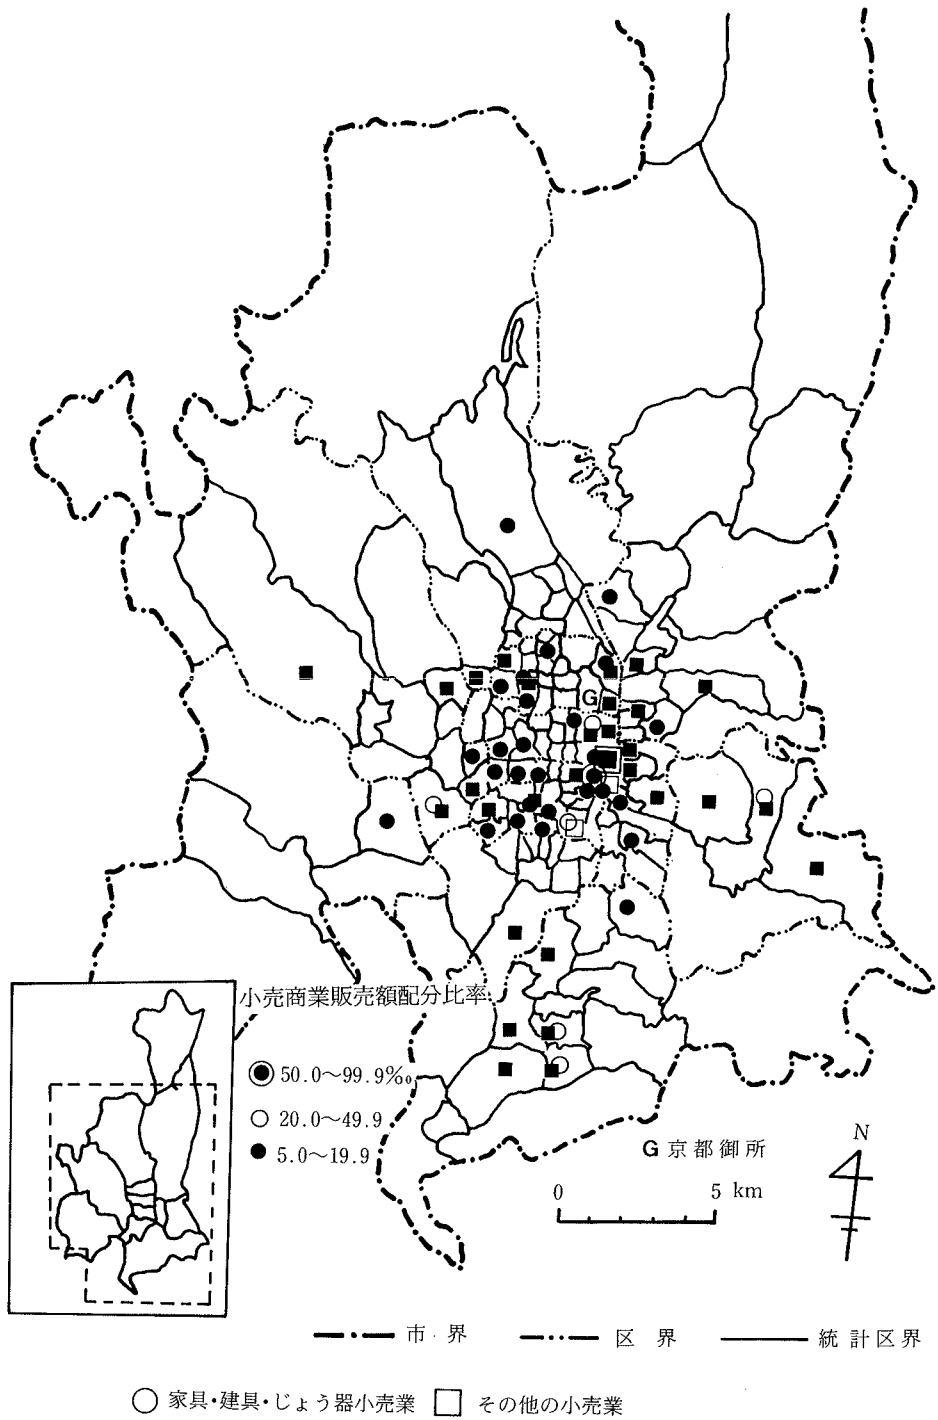 G
小売商業販売額配分比率
50.0～99.9‰
20.0～49.9
5.0～19.9
G 京都御所
N
0 5 km
市界 区界 統計区界
家具・建具・じょう器小売業 その他の小売業